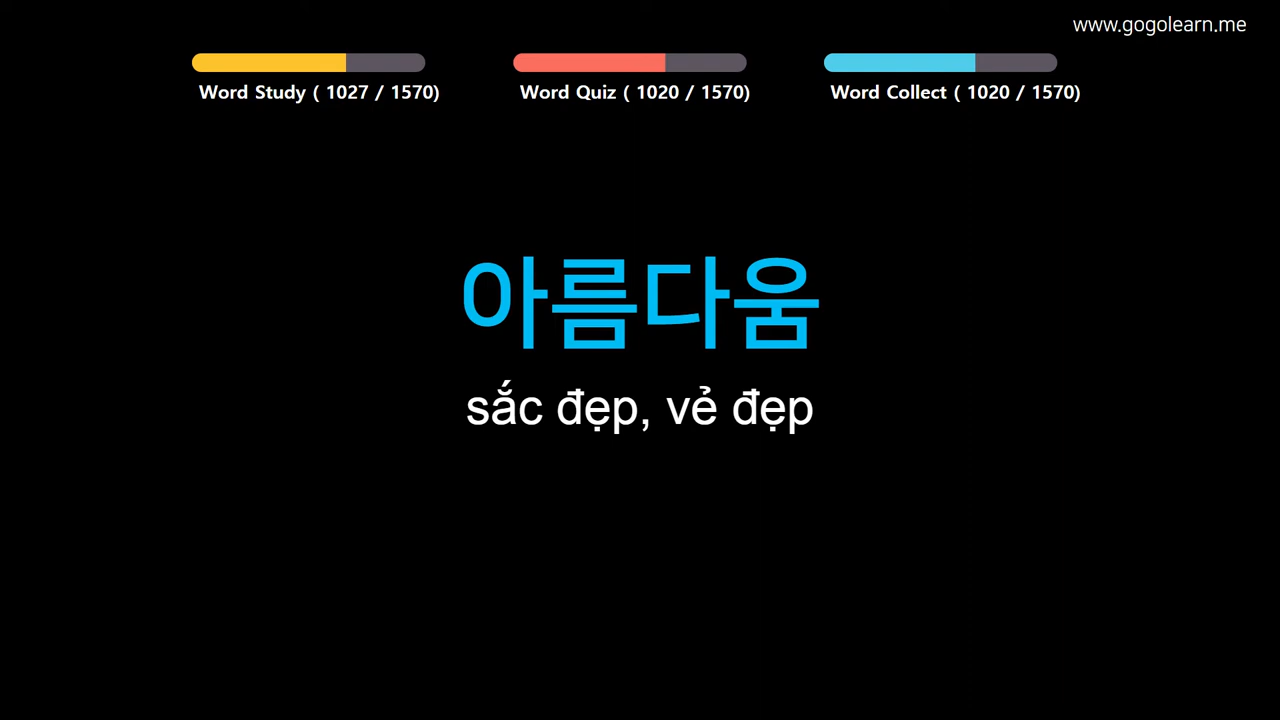 www.gogolearn.me
Word Study ( 1027 / 1570)
Word Quiz ( 1020 / 1570)
Word Collect ( 1020 / 1570)
아름다움
sắc đẹp, vẻ đẹp